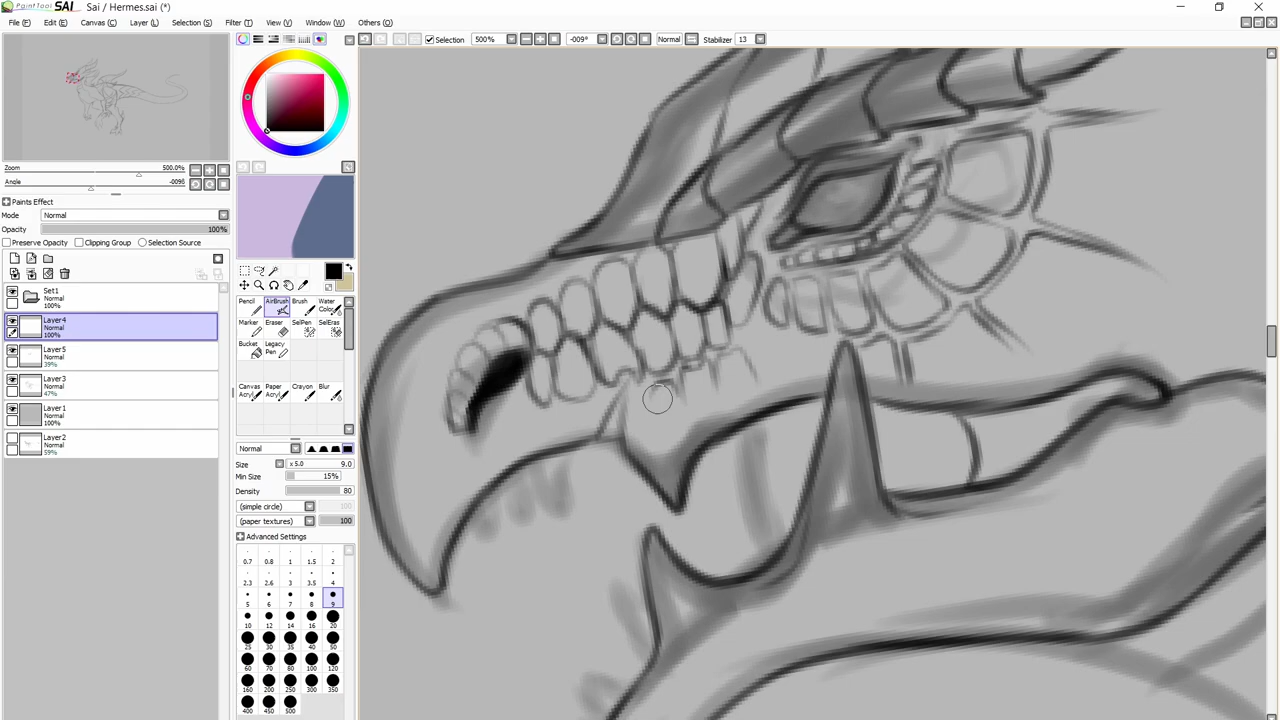 PaintTool SAI Sai / Hermes.sai (*)
File (F) Edit (E) Canvas (C) Layer (L) Selection (S) Filter (T) View (V) Window (W) Others (O)
Selection 500% -009° Normal Stabilizer 13
Zoom 500.0%
Angle -009§
Paints Effect
Mode Normal
Opacity 100%
Preserve Opacity Clipping Group Selection Source
Set1
Normal
100%
Layer4
Normal
100%
Layer5
Normal
39%
Layer3
Normal
47%
Layer1
Normal
100%
Layer2
Normal
59%
Pencil AirBrush Brush Water Color
Marker Eraser SelPen SelEras
Bucket Legacy Pen
Canvas Acryl Paper Acryl Crayon Blur
Normal
Size x 5.0 9.0
Min Size 15%
Density 80
(simple circle) 100
(paper textures) 100
Advanced Settings
0.7 0.8 1 1.5 2
2.3 2.6 3 3.5 4
5 6 7 8 9
10 12 14 16 20
25 30 35 40 50
60 70 80 100 120
160 200 250 300 350
400 450 500